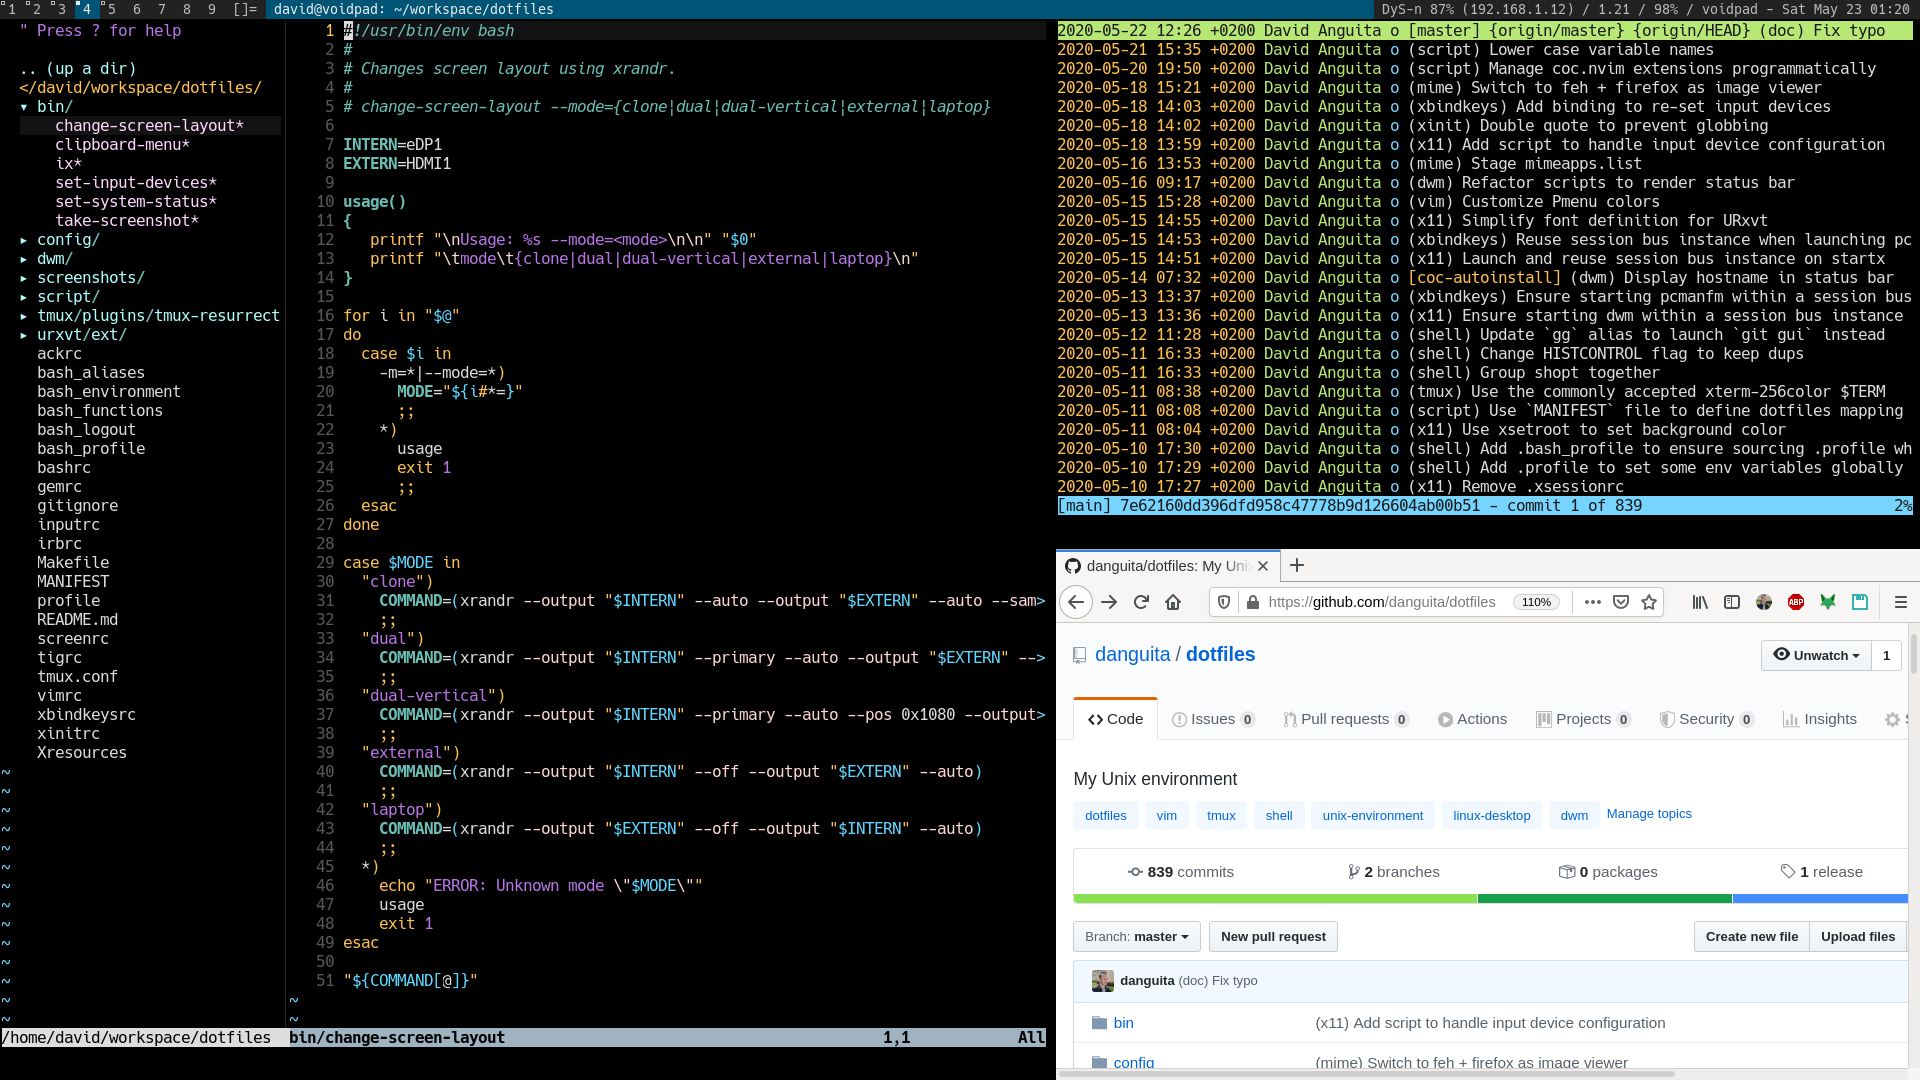 1 2 3 4 5 6 7 8 9 []= david@voidpad: ~/workspace/dotfiles DyS-n 87% (192.168.1.12) / 1.21 / 98% / voidpad - Sat May 23 01:20
" Press ? for help
.. (up a dir)
</david/workspace/dotfiles/
▾ bin/
change-screen-layout*
clipboard-menu*
ix*
set-input-devices*
set-system-status*
take-screenshot*
▸ config/
▸ dwm/
▸ screenshots/
▸ script/
▸ tmux/plugins/tmux-resurrect
▸ urxvt/ext/
ackrc
bash_aliases
bash_environment
bash_functions
bash_logout
bash_profile
bashrc
gemrc
gitignore
inputrc
irbrc
Makefile
MANIFEST
profile
README.md
screenrc
tigrc
tmux.conf
vimrc
xbindkeysrc
xinitrc
Xresources
~
~
~
~
~
~
~
~
~
~
~
~
~
~
/home/david/workspace/dotfiles
1 #!/usr/bin/env bash
2 #
3 # Changes screen layout using xrandr.
4 #
5 # change-screen-layout --mode={clone|dual|dual-vertical|external|laptop}
6
7 INTERN=eDP1
8 EXTERN=HDMI1
9
10 usage()
11 {
12 printf "\nUsage: %s --mode=<mode>\n\n" "$0"
13 printf "\tmode\t{clone|dual|dual-vertical|external|laptop}\n"
14 }
15
16 for i in "$@"
17 do
18 case $i in
19 -m=*|--mode=*)
20 MODE="${i#*=}"
21 ;;
22 *)
23 usage
24 exit 1
25 ;;
26 esac
27 done
28
29 case $MODE in
30 "clone")
31 COMMAND=(xrandr --output "$INTERN" --auto --output "$EXTERN" --auto --sam>
32 ;;
33 "dual")
34 COMMAND=(xrandr --output "$INTERN" --primary --auto --output "$EXTERN" -->
35 ;;
36 "dual-vertical")
37 COMMAND=(xrandr --output "$INTERN" --primary --auto --pos 0x1080 --output>
38 ;;
39 "external")
40 COMMAND=(xrandr --output "$INTERN" --off --output "$EXTERN" --auto)
41 ;;
42 "laptop")
43 COMMAND=(xrandr --output "$EXTERN" --off --output "$INTERN" --auto)
44 ;;
45 *)
46 echo "ERROR: Unknown mode \"$MODE\""
47 usage
48 exit 1
49 esac
50
51 "${COMMAND[@]}"
~
~
bin/change-screen-layout 1,1 All
2020-05-22 12:26 +0200 David Anguita o [master] {origin/master} {origin/HEAD} (doc) Fix typo
2020-05-21 15:35 +0200 David Anguita o (script) Lower case variable names
2020-05-20 19:50 +0200 David Anguita o (script) Manage coc.nvim extensions programmatically
2020-05-18 15:21 +0200 David Anguita o (mime) Switch to feh + firefox as image viewer
2020-05-18 14:03 +0200 David Anguita o (xbindkeys) Add binding to re-set input devices
2020-05-18 14:02 +0200 David Anguita o (xinit) Double quote to prevent globbing
2020-05-18 13:59 +0200 David Anguita o (x11) Add script to handle input device configuration
2020-05-16 13:53 +0200 David Anguita o (mime) Stage mimeapps.list
2020-05-16 09:17 +0200 David Anguita o (dwm) Refactor scripts to render status bar
2020-05-15 15:28 +0200 David Anguita o (vim) Customize Pmenu colors
2020-05-15 14:55 +0200 David Anguita o (x11) Simplify font definition for URxvt
2020-05-15 14:53 +0200 David Anguita o (xbindkeys) Reuse session bus instance when launching pc
2020-05-15 14:51 +0200 David Anguita o (x11) Launch and reuse session bus instance on startx
2020-05-14 07:32 +0200 David Anguita o [coc-autoinstall] (dwm) Display hostname in status bar
2020-05-13 13:37 +0200 David Anguita o (xbindkeys) Ensure starting pcmanfm within a session bus
2020-05-13 13:36 +0200 David Anguita o (x11) Ensure starting dwm within a session bus instance
2020-05-12 11:28 +0200 David Anguita o (shell) Update `gg` alias to launch `git gui` instead
2020-05-11 16:33 +0200 David Anguita o (shell) Change HISTCONTROL flag to keep dups
2020-05-11 16:33 +0200 David Anguita o (shell) Group shopt together
2020-05-11 08:38 +0200 David Anguita o (tmux) Use the commonly accepted xterm-256color $TERM
2020-05-11 08:08 +0200 David Anguita o (script) Use `MANIFEST` file to define dotfiles mapping
2020-05-11 08:04 +0200 David Anguita o (x11) Use xsetroot to set background color
2020-05-10 17:30 +0200 David Anguita o (shell) Add .bash_profile to ensure sourcing .profile wh
2020-05-10 17:29 +0200 David Anguita o (shell) Add .profile to set some env variables globally
2020-05-10 17:27 +0200 David Anguita o (x11) Remove .xsessionrc
[main] 7e62160dd396dfd958c47778b9d126604ab00b51 - commit 1 of 839 2%
danguita/dotfiles: My Uni
https://github.com/danguita/dotfiles 110% ABP
danguita / dotfiles Unwatch 1
Code Issues 0 Pull requests 0 Actions Projects 0 Security 0 Insights S
My Unix environment
dotfiles vim tmux shell unix-environment linux-desktop dwm Manage topics
839 commits 2 branches 0 packages 1 release
Branch: master New pull request Create new file Upload files
danguita (doc) Fix typo
bin (x11) Add script to handle input device configuration
config (mime) Switch to feh + firefox as image viewer